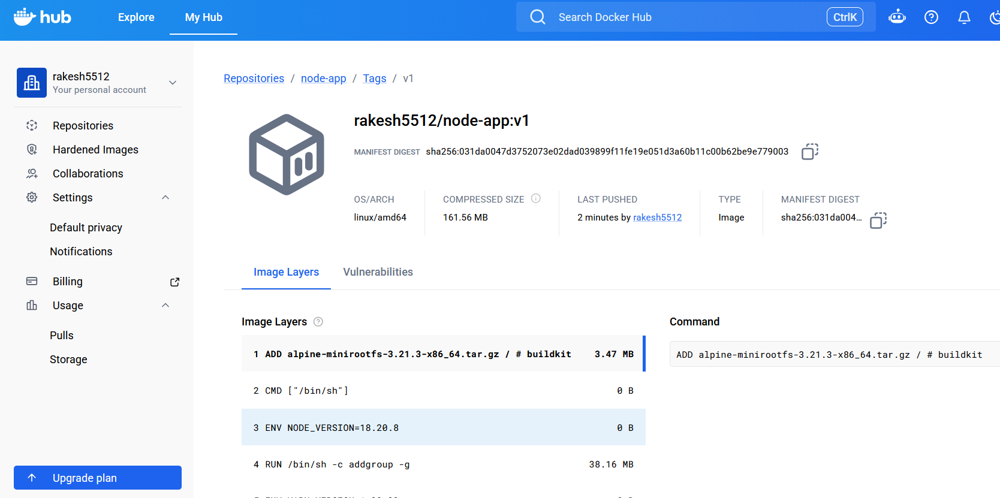 hub
Explore
My Hub
Search Docker Hub
CtrlK
rakesh5512
Your personal account
Repositories
Hardened Images
Collaborations
Settings
Default privacy
Notifications
Billing
Usage
Pulls
Storage
Upgrade plan
Repositories / node-app / Tags / v1
rakesh5512/node-app:v1
MANIFEST DIGEST sha256:031da0047d3752073e02dad039899f11fe19e051d3a60b11c00b62be9e779003
OS/ARCH
linux/amd64
COMPRESSED SIZE
161.56 MB
LAST PUSHED
2 minutes by rakesh5512
TYPE
Image
MANIFEST DIGEST
sha256:031da004...
Image Layers
Vulnerabilities
Image Layers
1 ADD alpine-minirootfs-3.21.3-x86_64.tar.gz / # buildkit 3.47 MB
2 CMD ["/bin/sh"] 0 B
3 ENV NODE_VERSION=18.20.8 0 B
4 RUN /bin/sh -c addgroup -g 38.16 MB
Command
ADD alpine-minirootfs-3.21.3-x86_64.tar.gz / # buildkit